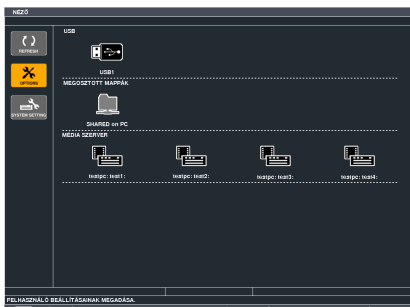 NÉZŐ
USB
REFRESH
USB1
OPTIONS
MEGOSZTOTT MAPPÁK
SYSTEM SETTING
SHARED on PC
MÉDIA SZERVER
testpc: test1:
testpc: test2:
testpc: test3:
testpc: test4:
FELHASZNÁLÓ BEÁLLÍTÁSAINAK MEGADÁSA.